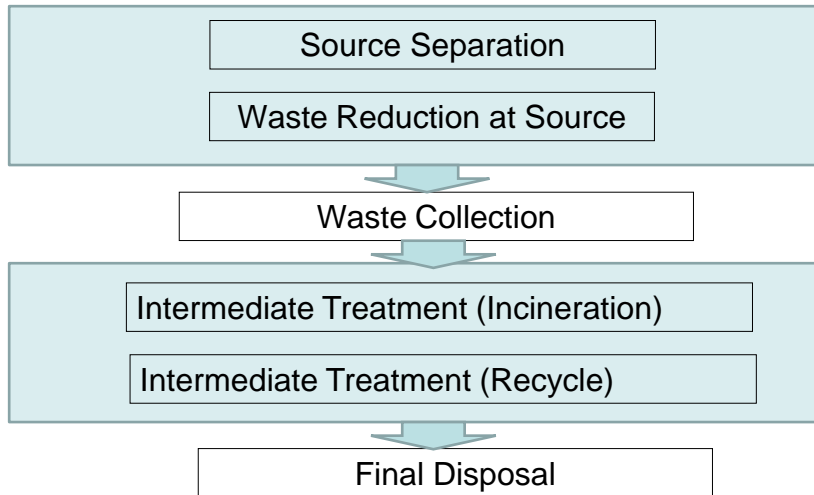 Source Separation
Waste Reduction at Source
Waste Collection
Intermediate Treatment (Incineration)
Intermediate Treatment (Recycle)
Final Disposal